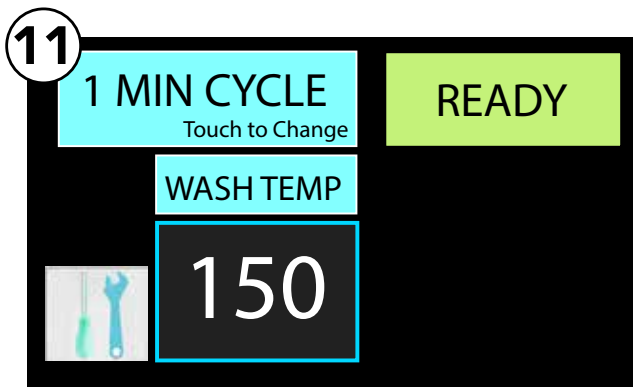 11
1 MIN CYCLE
Touch to Change
READY
WASH TEMP
150